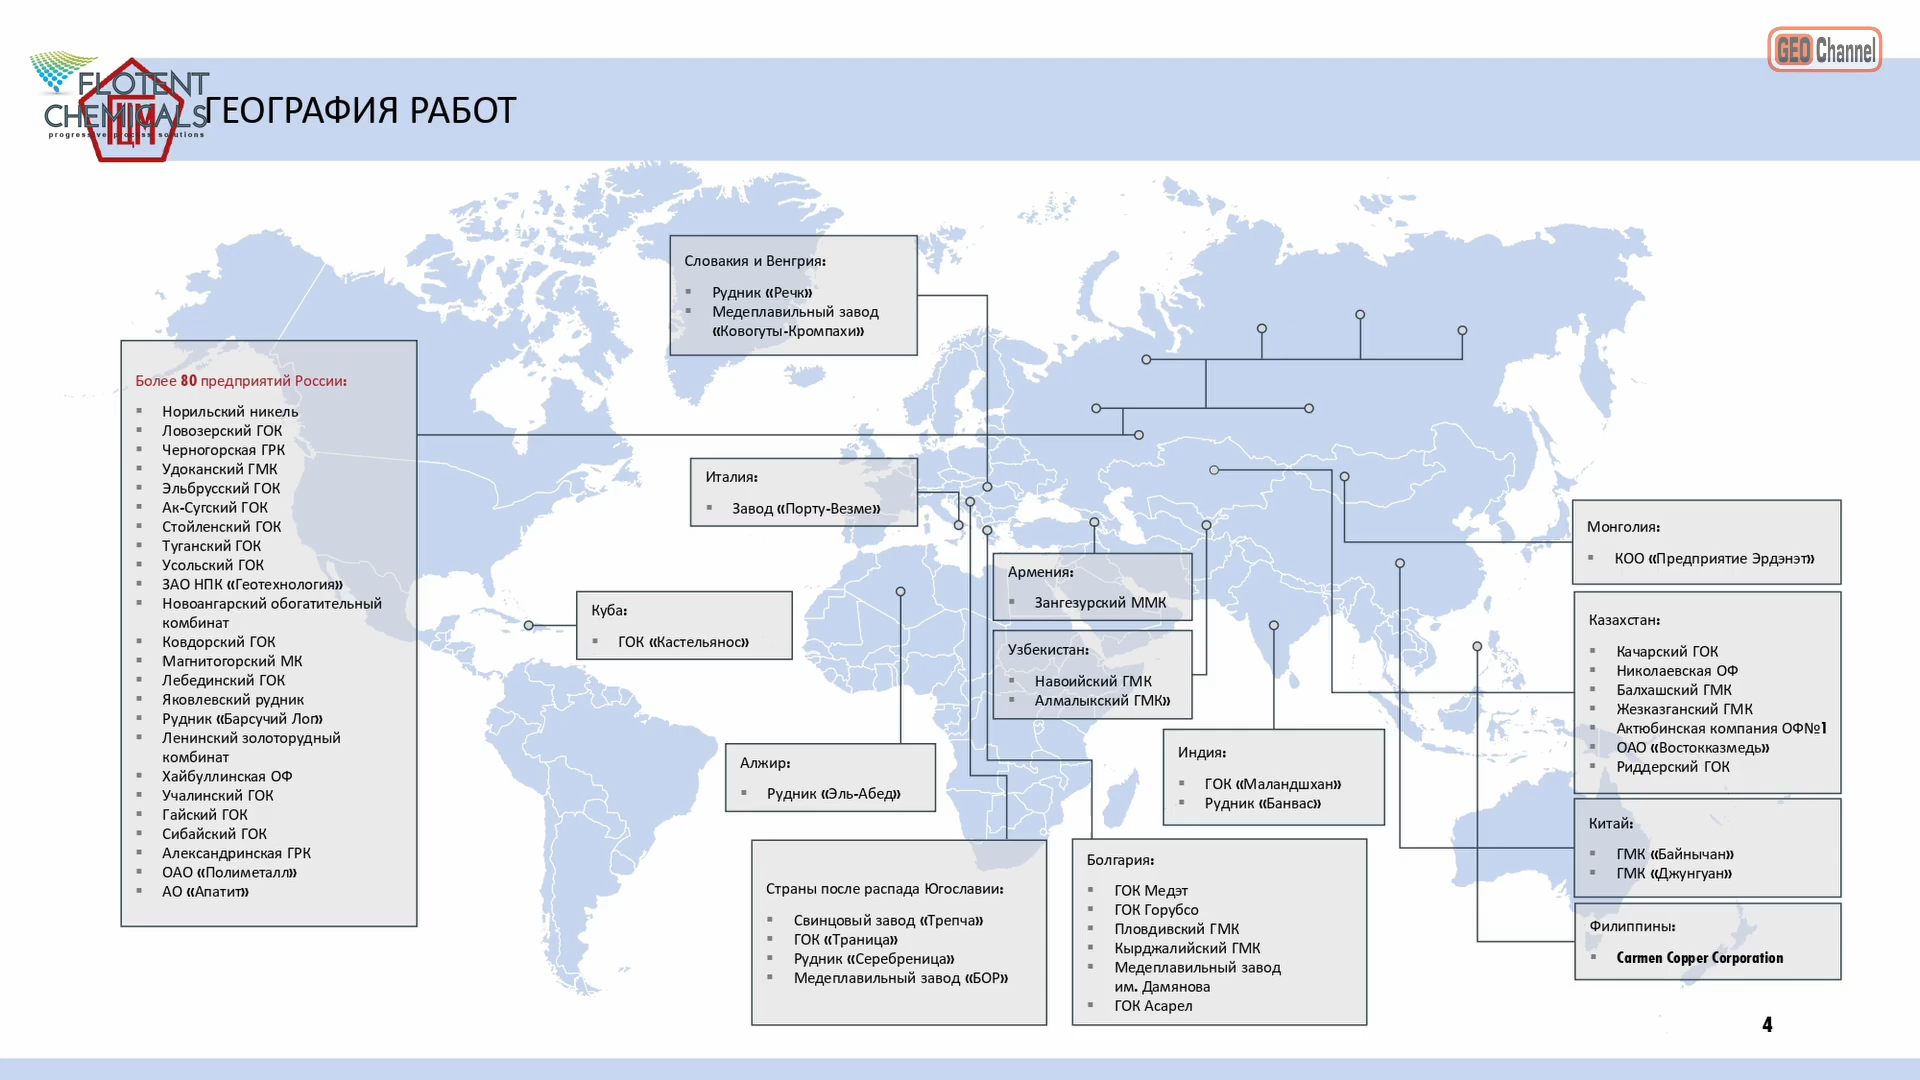 GEO Channel
FLOTENT
CHEMICALS
progressive process solutions
ГЕОГРАФИЯ РАБОТ
Словакия и Венгрия:
Рудник «Речк»
Медеплавильный завод
«Ковогуты-Кромпахи»
Более 80 предприятий России:
Норильский никель
Ловозерский ГОК
Черногорская ГРК
Удоканский ГМК
Эльбрусский ГОК
Ак-Сугский ГОК
Стойленский ГОК
Туганский ГОК
Усольский ГОК
ЗАО НПК «Геотехнология»
Новоангарский обогатительный
комбинат
Ковдорский ГОК
Магнитогорский МК
Лебединский ГОК
Яковлевский рудник
Рудник «Барсучий Лог»
Ленинский золоторудный
комбинат
Хайбуллинская ОФ
Учалинский ГОК
Гайский ГОК
Сибайский ГОК
Александринская ГРК
ОАО «Полиметалл»
АО «Апатит»
Италия:
Завод «Порту-Везме»
Куба:
ГОК «Кастельянос»
Армения:
Зангезурский ММК
Узбекистан:
Навоийский ГМК
Алмалыкский ГМК»
Алжир:
Рудник «Эль-Абед»
Индия:
ГОК «Маландшхан»
Рудник «Банвас»
Страны после распада Югославии:
Свинцовый завод «Трепча»
ГОК «Траница»
Рудник «Серебреница»
Медеплавильный завод «БОР»
Болгария:
ГОК Медэт
ГОК Горубсо
Пловдивский ГМК
Кырджалийский ГМК
Медеплавильный завод
им. Дамянова
ГОК Асарел
Монголия:
КОО «Предприятие Эрдэнэт»
Казахстан:
Качарский ГОК
Николаевская ОФ
Балхашский ГМК
Жезказганский ГМК
Актюбинская компания ОФ№1
ОАО «Востокказмедь»
Риддерский ГОК
Китай:
ГМК «Байнычан»
ГМК «Джунгуан»
Филиппины:
Carmen Copper Corporation
4